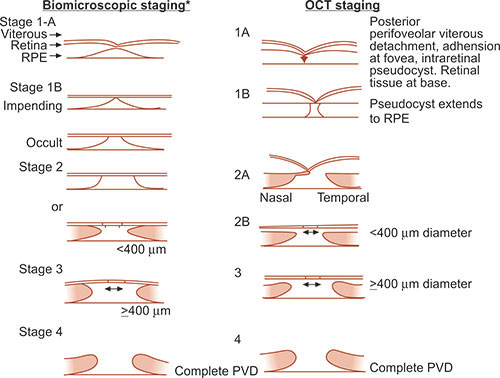 Biomicroscopic staging*
Stage 1-A
Viterous
Retina
RPE
Stage 1B
Impending
Occult
Stage 2
or
<400 μm
Stage 3
≥400 μm
Stage 4
Complete PVD
OCT staging
1A
Posterior
perifoveolar viterous
detachment, adhension
at fovea, intraretinal
pseudocyst. Retinal
tissue at base.
1B
Pseudocyst extends
to RPE
2A
Nasal
Temporal
2B
<400 μm diameter
3
≥400 μm diameter
4
Complete PVD